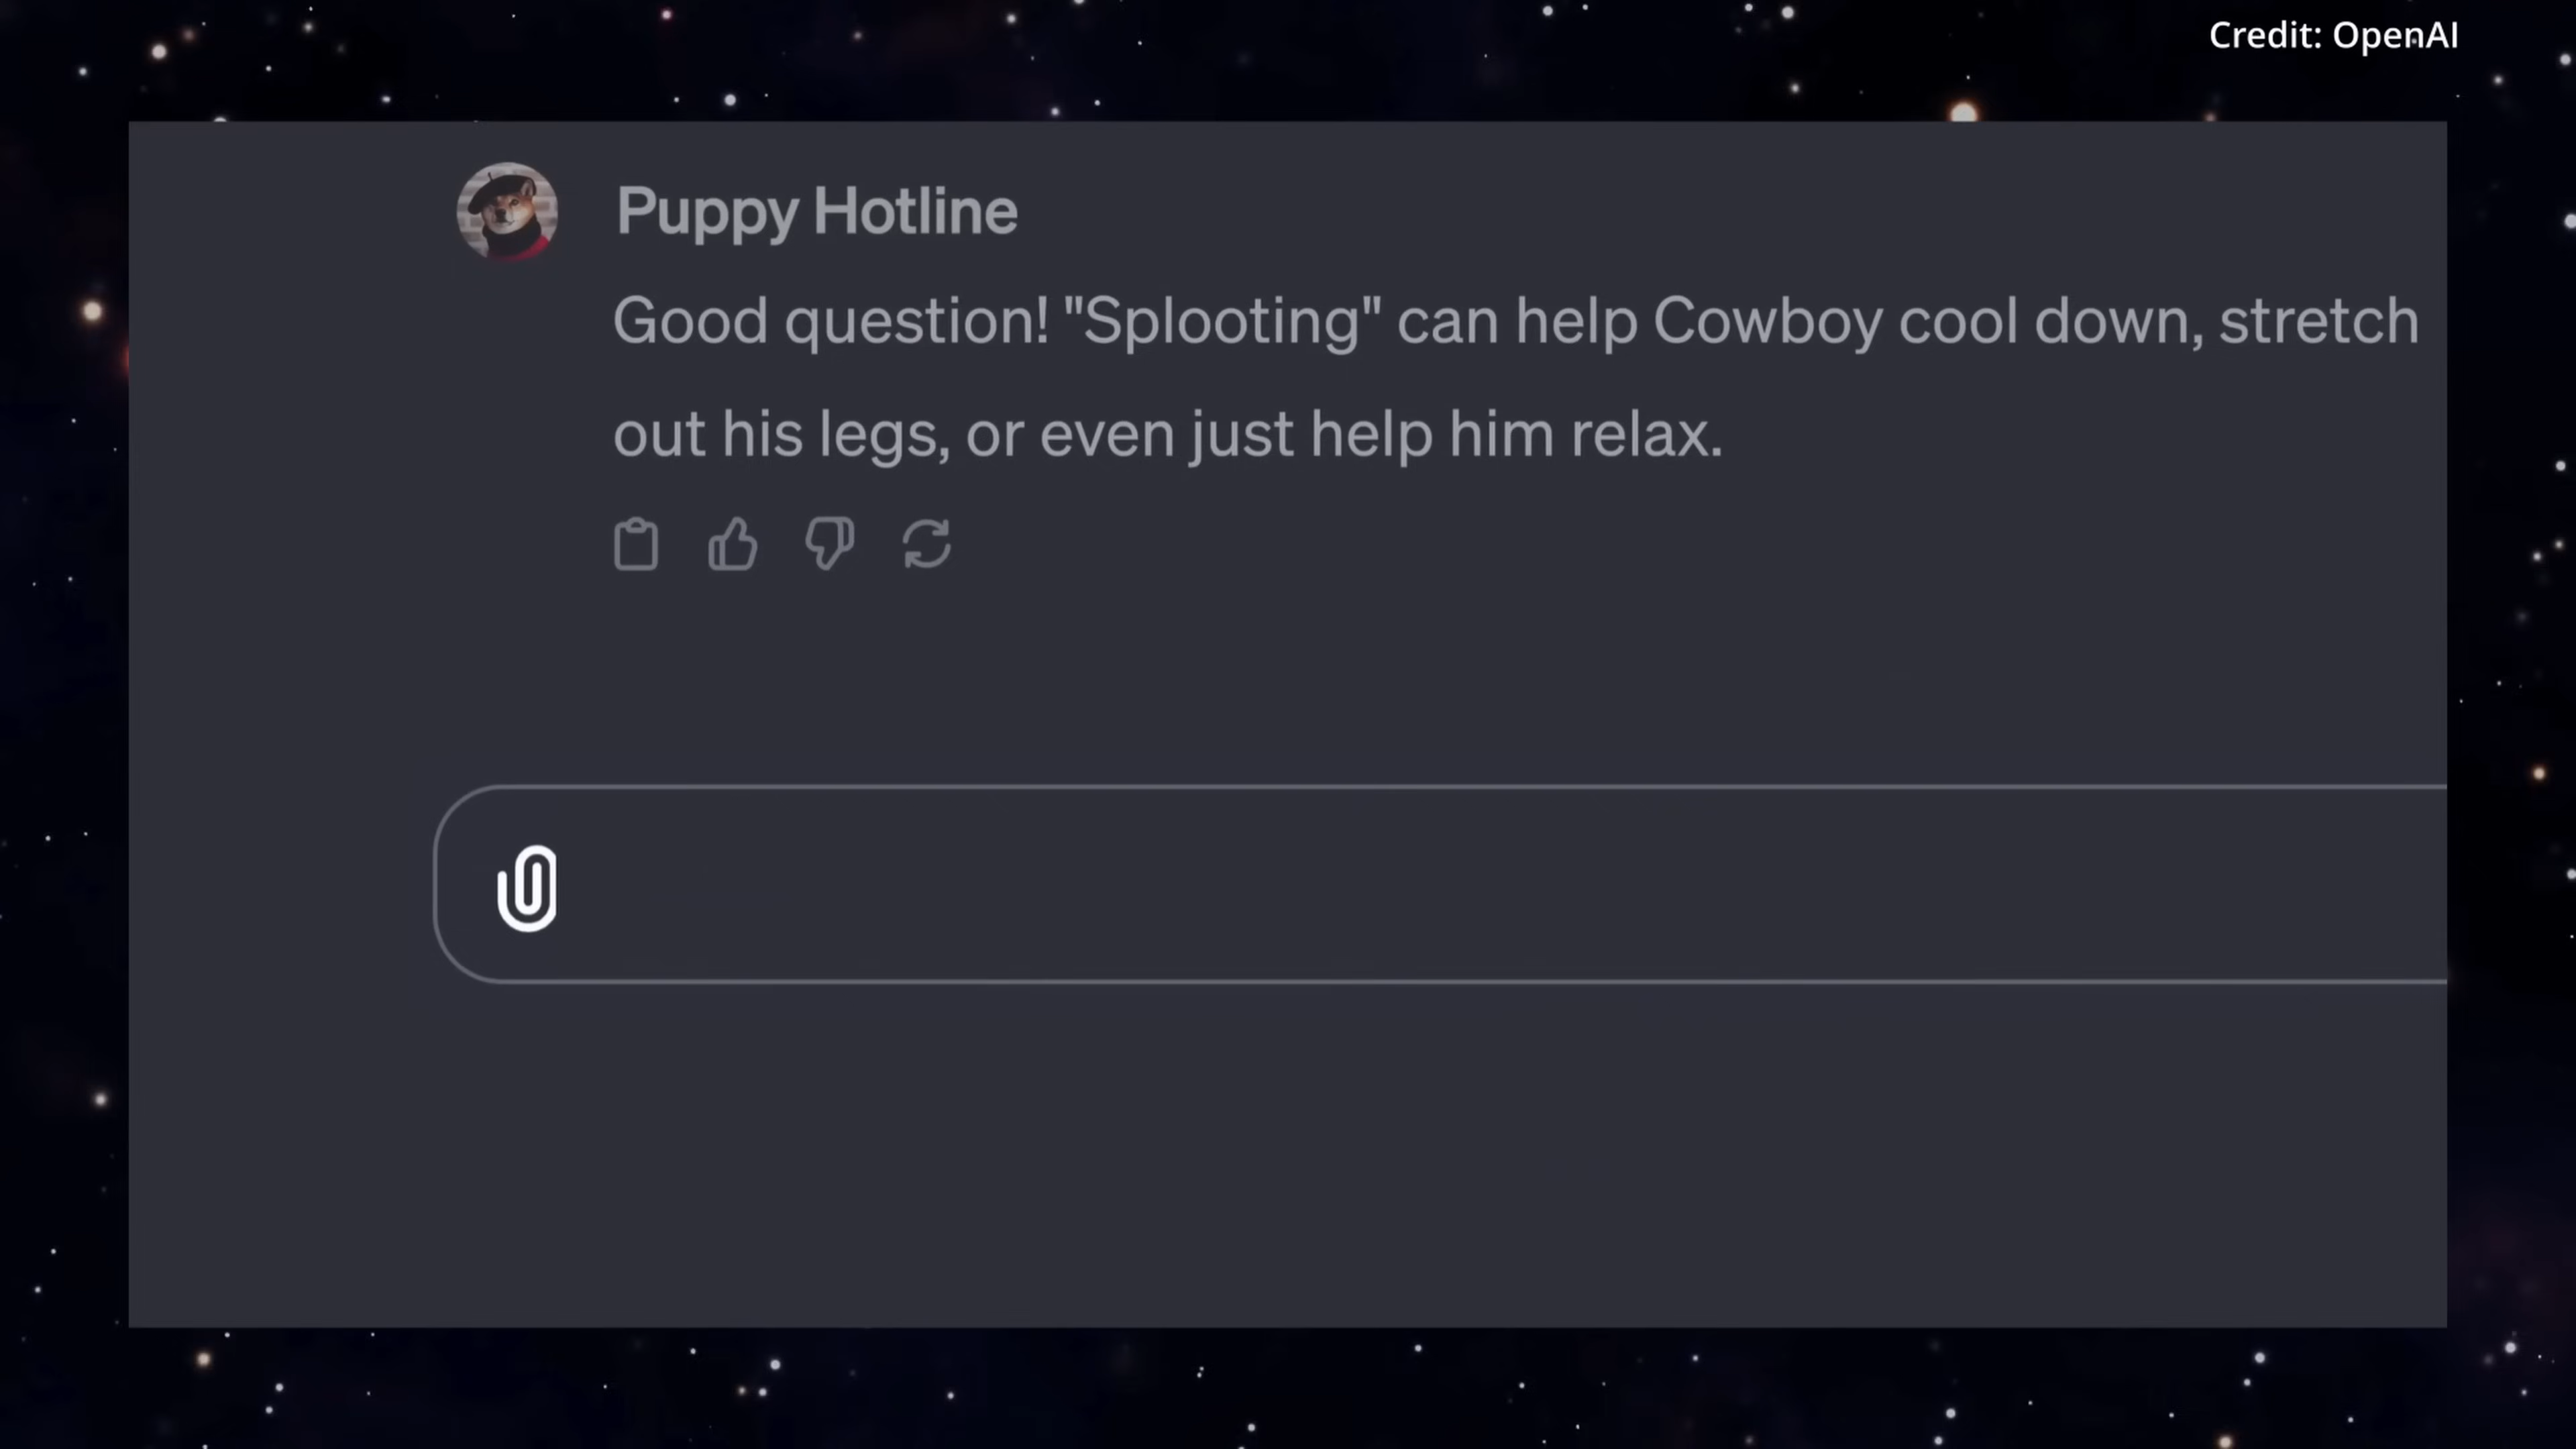 Credit: OpenAI
Puppy Hotline
Good question! "Splooting" can help Cowboy cool down, stretch
out his legs, or even just help him relax.